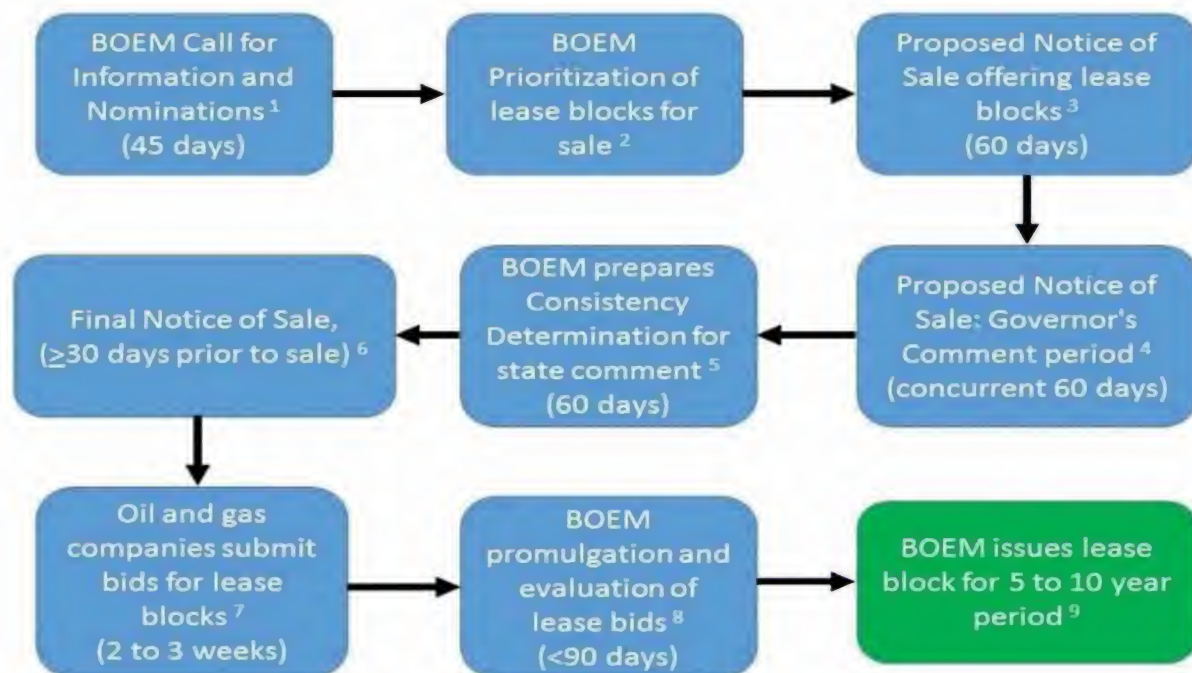 BOEM Call for
Information and
Nominations 1
(45 days)
BOEM
Prioritization of
lease blocks for
sale 2
Proposed Notice of
Sale offering lease
blocks 3
(60 days)
Proposed Notice of
Sale: Governor's
Comment period 4
(concurrent 60 days)
BOEM prepares
Consistency
Determination for
state comment 5
(60 days)
Final Notice of Sale,
(≥30 days prior to sale) 6
Oil and gas
companies submit
bids for lease
blocks 7
(2 to 3 weeks)
BOEM
promulgation and
evaluation of
lease bids 8
(<90 days)
BOEM issues lease
block for 5 to 10 year
period 9